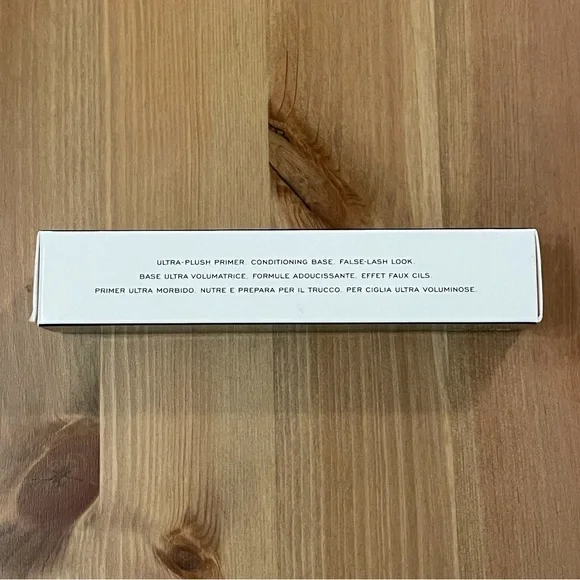 ULTRA-PLUSH PRIMER. CONDITIONING BASE. FALSE-LASH LOOK.
BASE ULTRA VOLUMATRICE. FORMULE ADOUCISSANTE. EFFET FAUX CILS.
PRIMER ULTRA MORBIDO. NUTRE E PREPARA PER IL TRUCCO. PER CIGLIA ULTRA VOLUMINOSE.